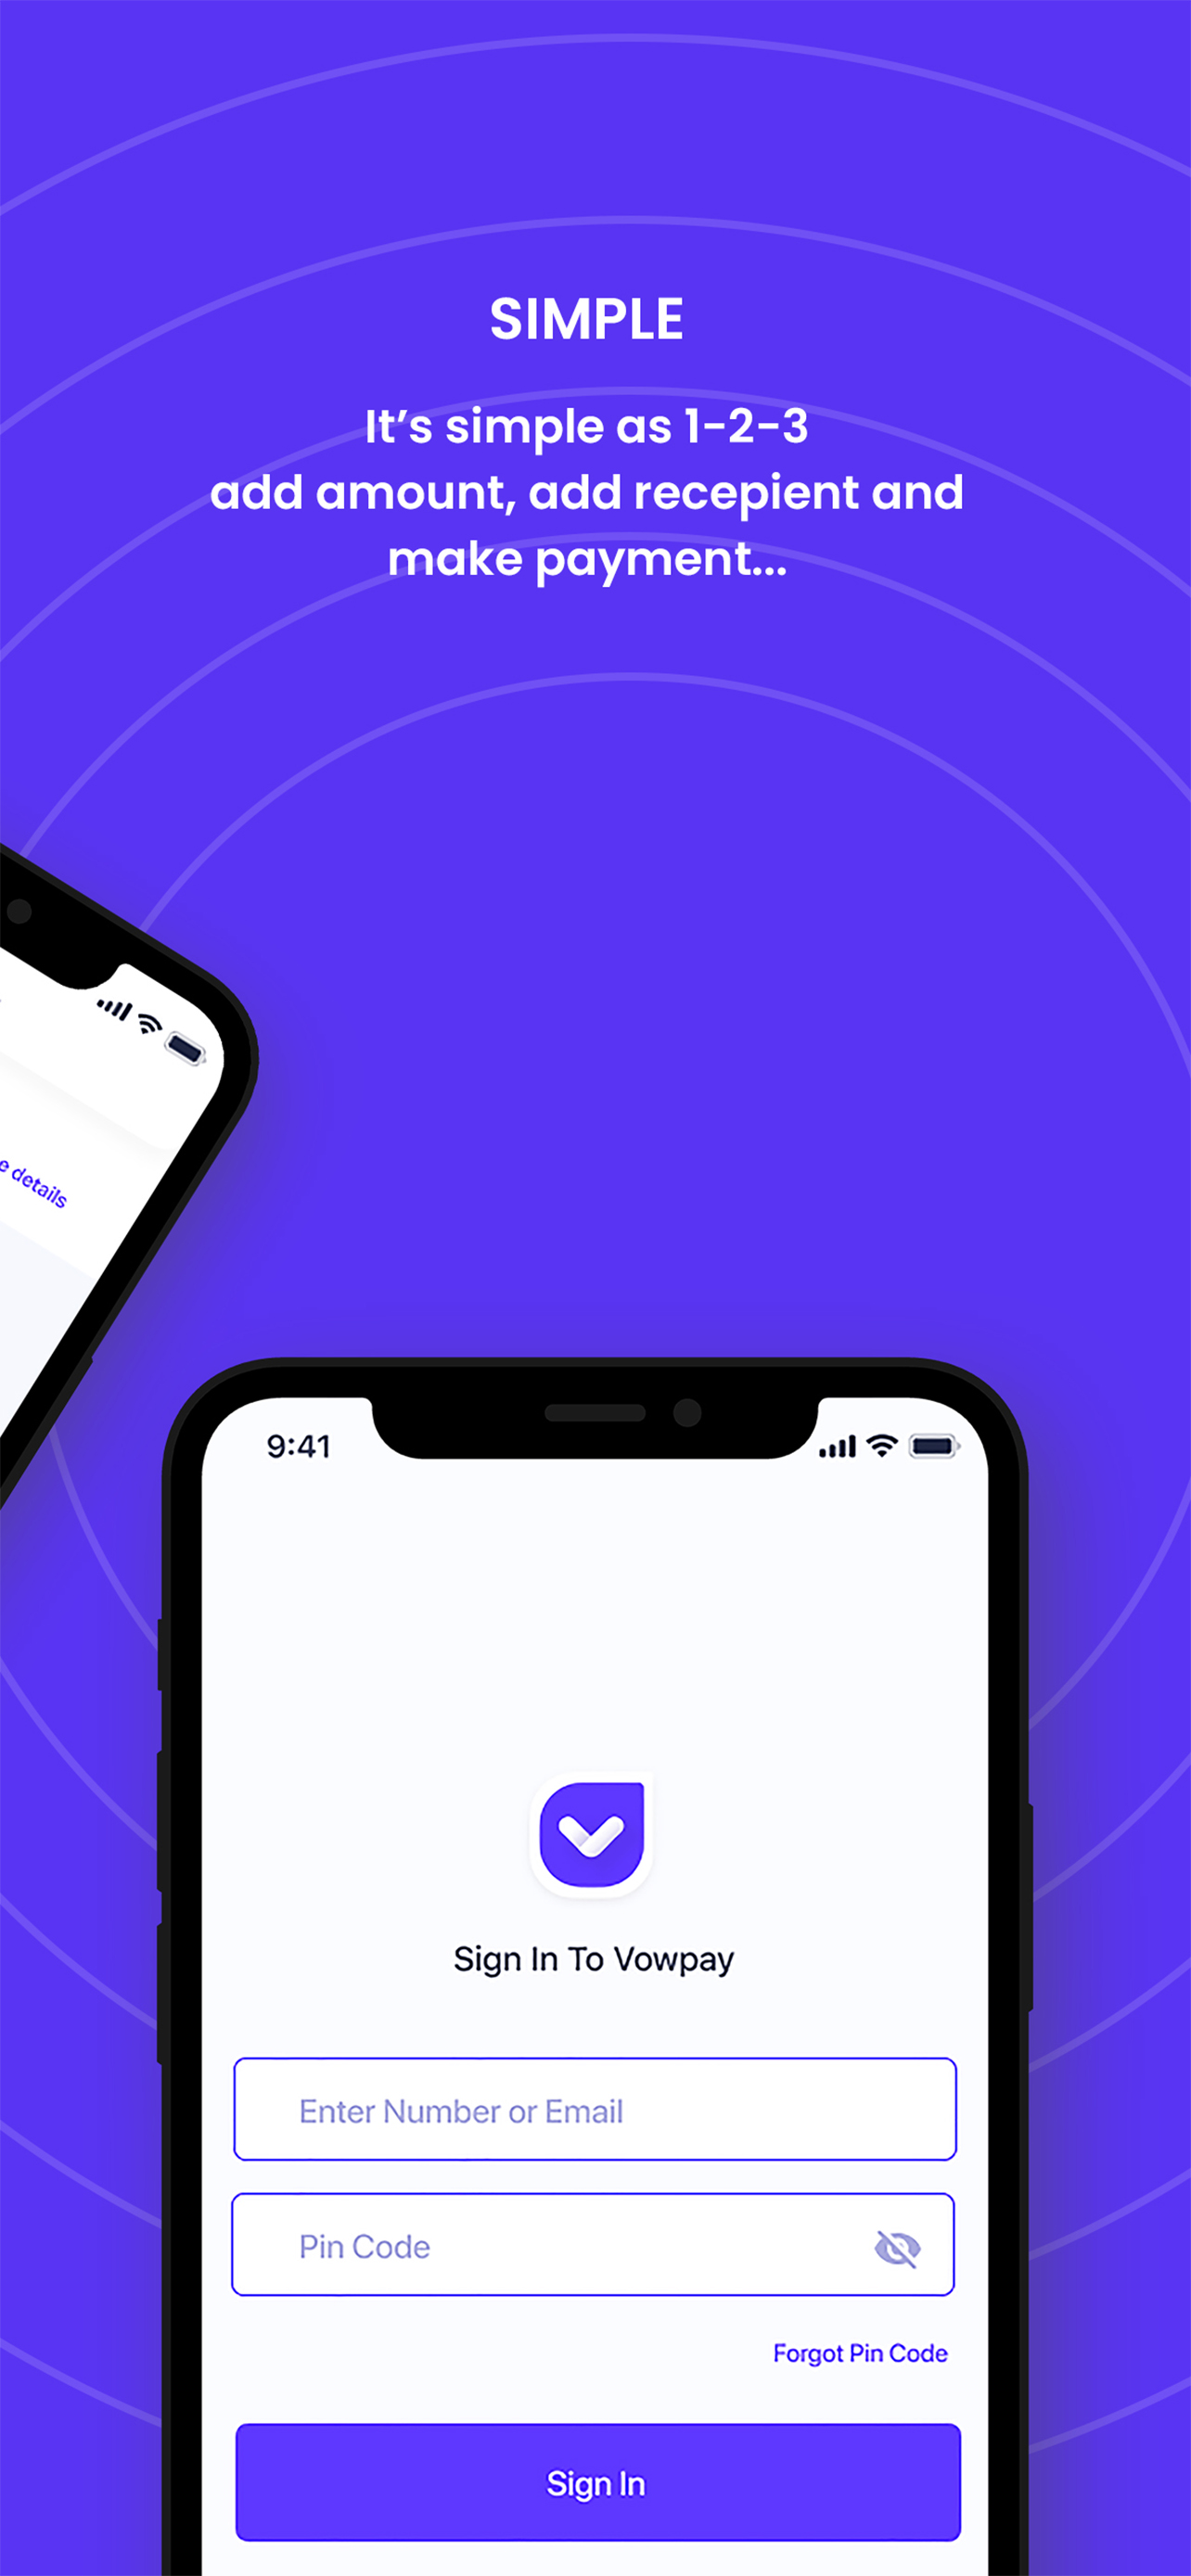 SIMPLE
It’s simple as 1-2-3
add amount, add recepient and
make payment...
e details
9:41
Sign In To Vowpay
Enter Number or Email
Pin Code
Forgot Pin Code
Sign In